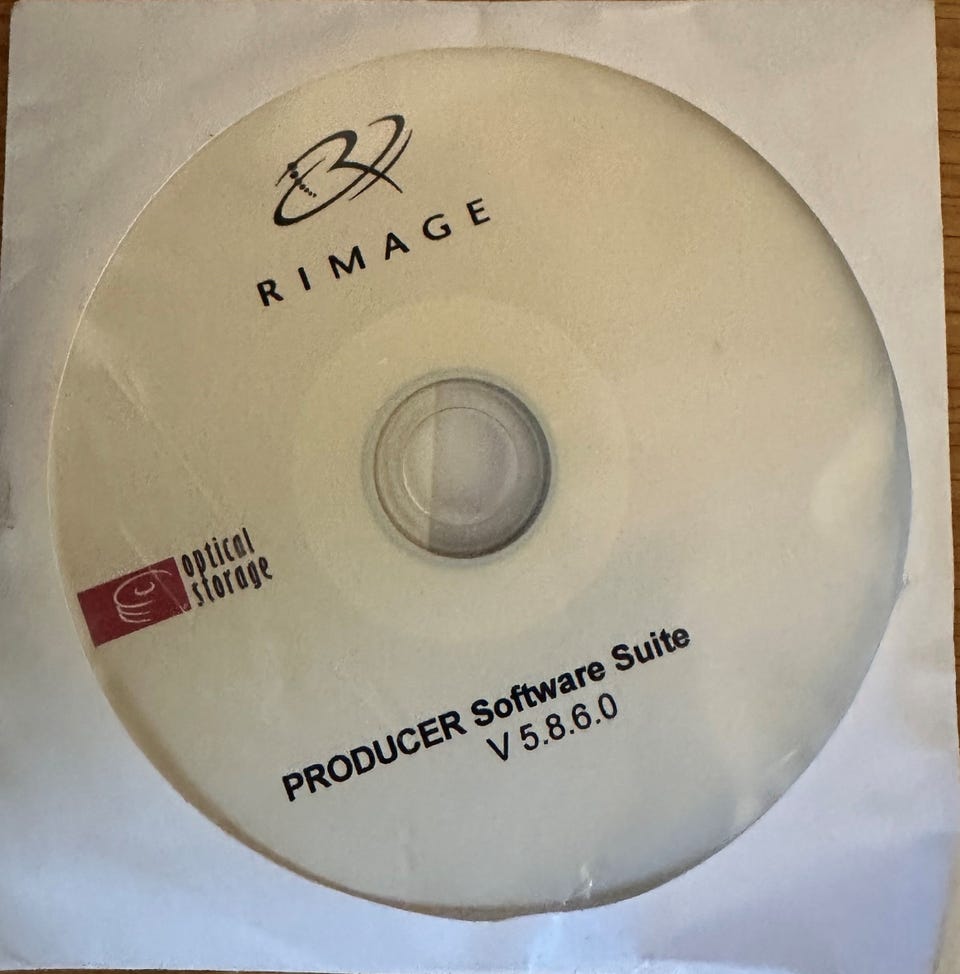 RIMAGE
optical
storage
PRODUCER Software Suite
V 5.8.6.0